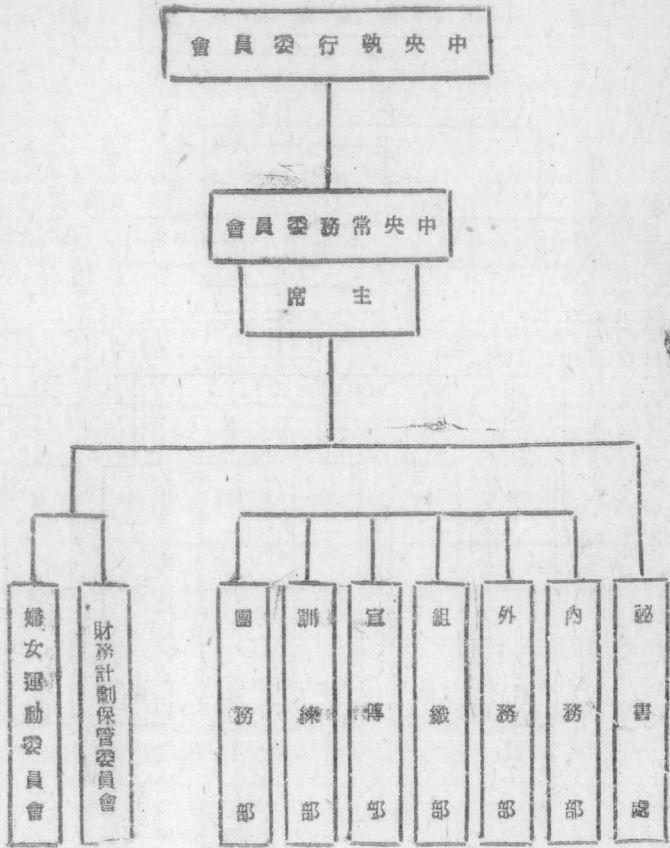 中央執行委員會
中央常務委員會
主席
祕書處
內務部
外務部
組織部
宣傳部
訓練部
團務部
財務計劃保管委員會
婦女運動委員會